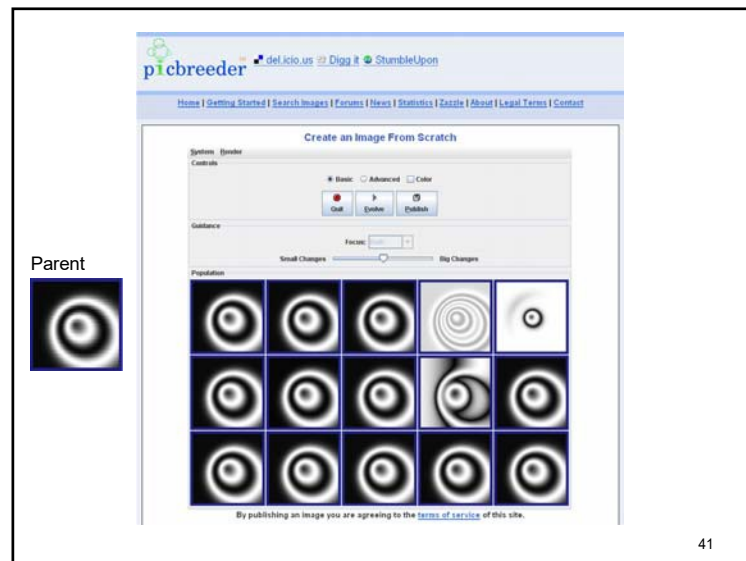 picbreeder del.icio.us Digg it StumbleUpon
Home | Getting Started | Search Images | Forums | News | Statistics | Zazzle | About | Legal Terms | Contact
Create an Image From Scratch
System Render
Controls
Basic Advanced Color
Quit Evolve Publish
Guidance
Focus:
Small Changes Big Changes
Population
Parent
By publishing an image you are agreeing to the terms of service of this site.
41